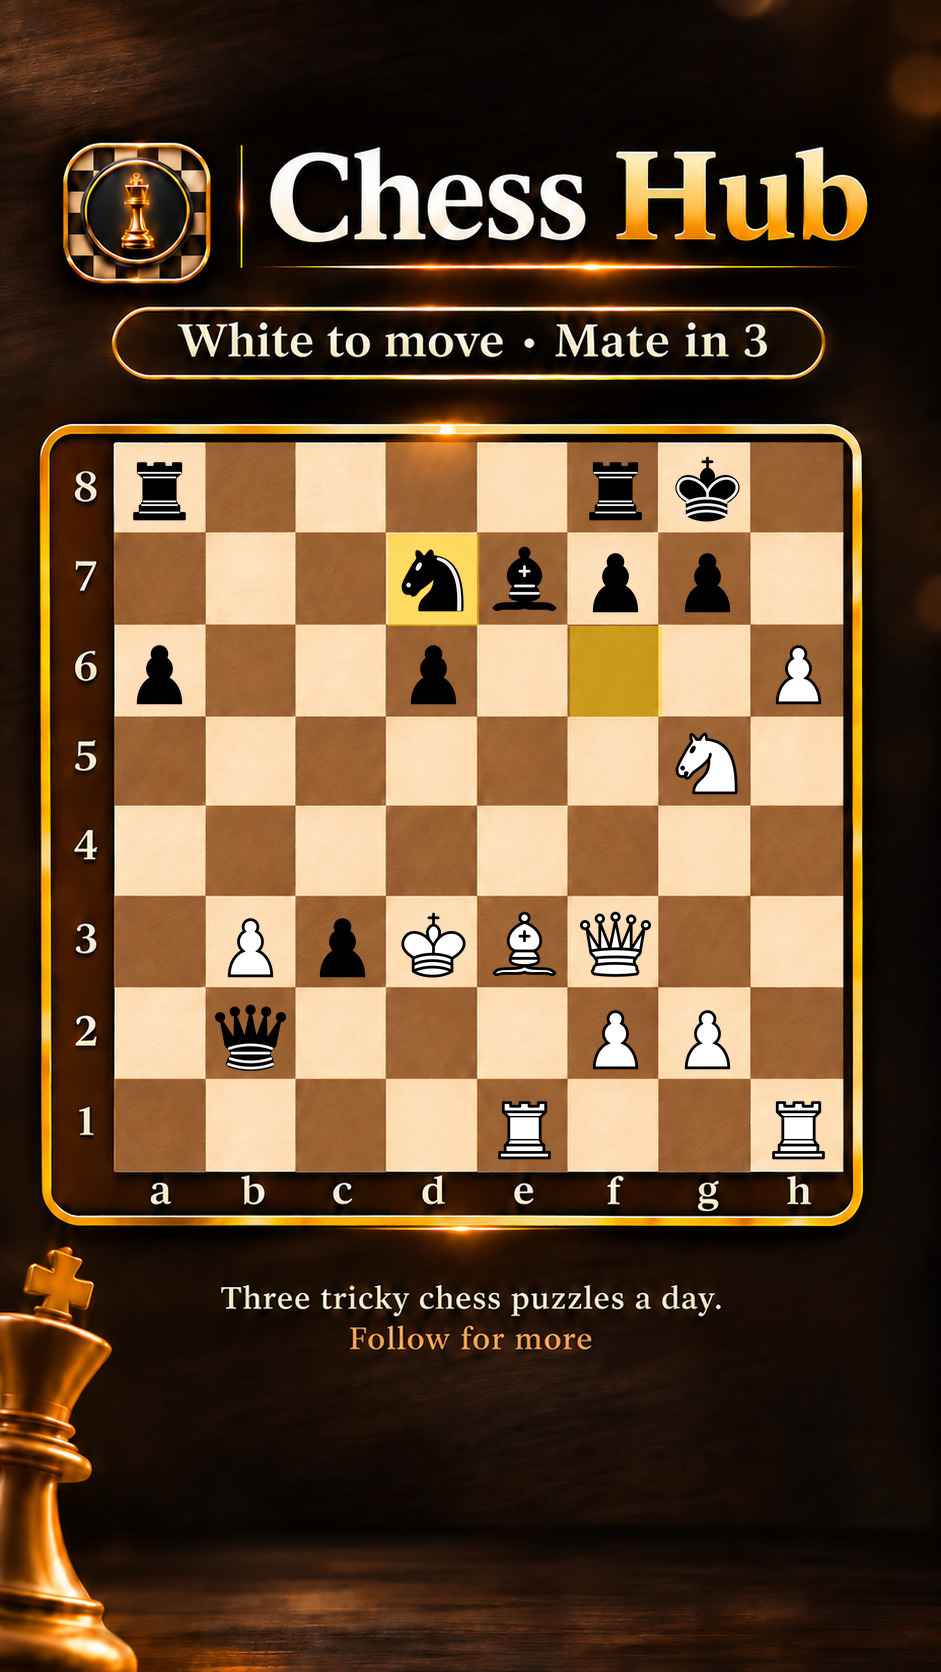 Chess Hub
White to move • Mate in 3
8
7
6
5
4
3
2
1
a b c d e f g h
Three tricky chess puzzles a day.
Follow for more